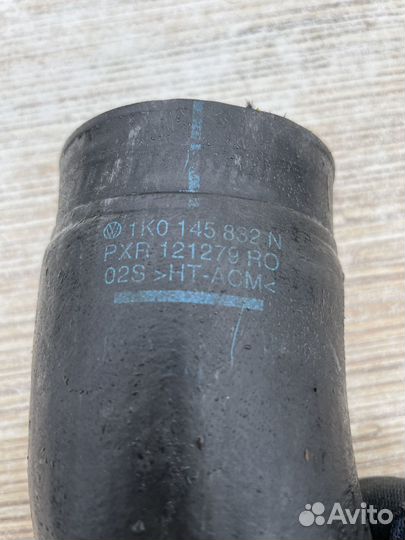 1K0 145 832 N
PXR 121279 RO
02S >HT-ACM<
Avito